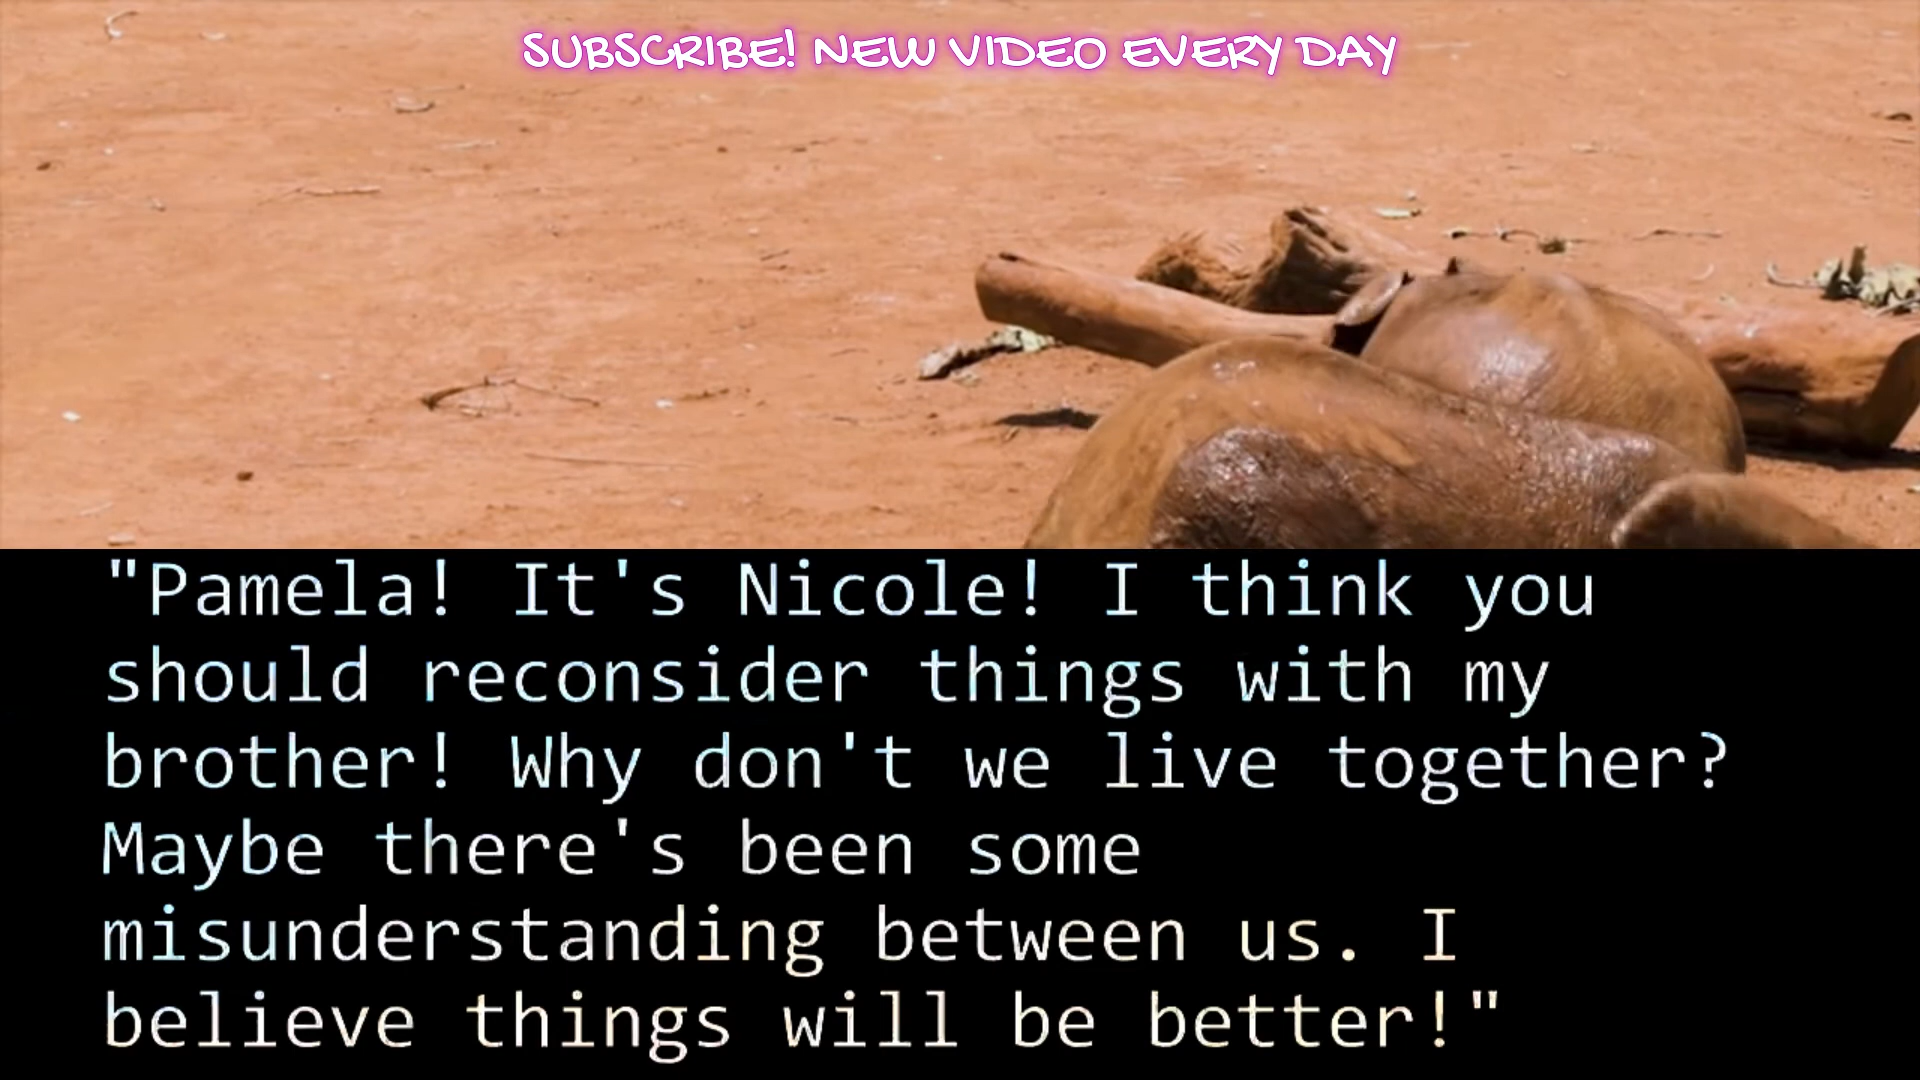 SUBSCRIBE! NEW VIDEO EVERY DAY
"Pamela! It's Nicole! I think you
should reconsider things with my
brother! Why don't we live together?
Maybe there's been some
misunderstanding between us. I
believe things will be better!"